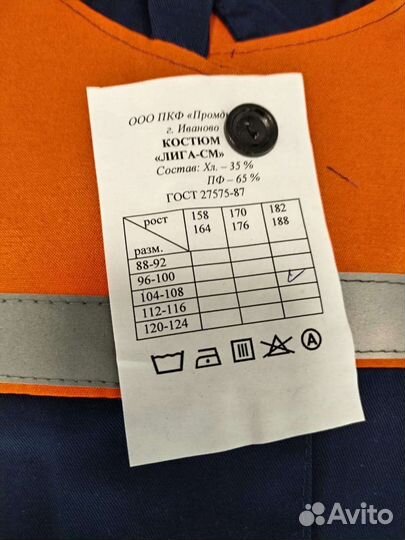 ООО ПКФ «Промд
г. Иваново
КОСТЮМ
«ЛИГА-СМ»
Состав: Хл. – 35 %
ПФ – 65 %
ГОСТ 27575-87
рост 158 170 182
164 176 188
разм.
88-92
96-100
104-108
112-116
120-124
A
Avito